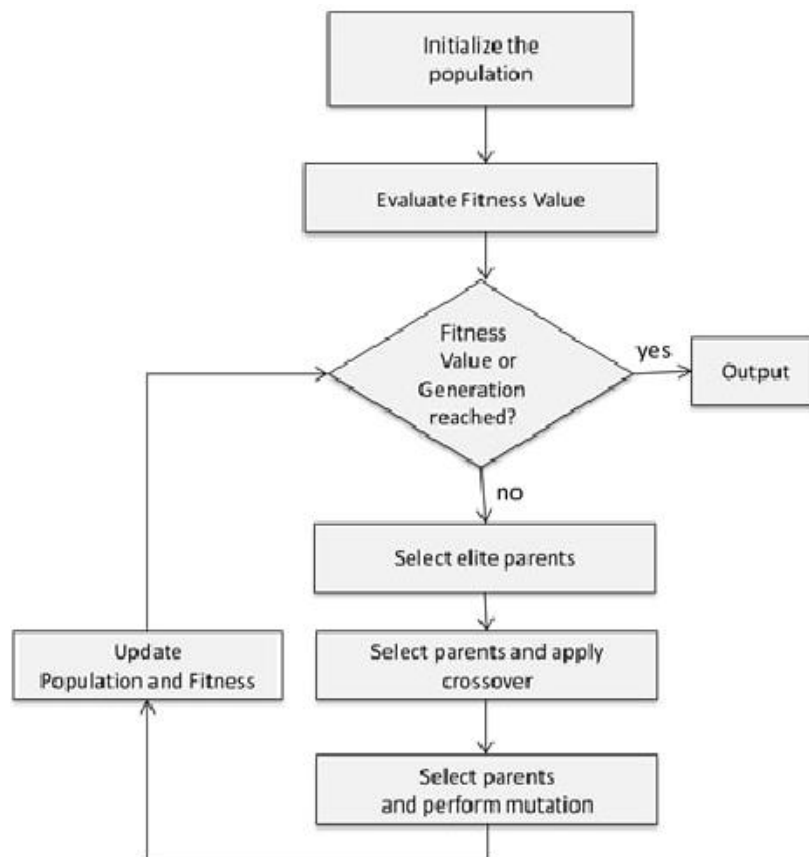 Initialize the
population
Evaluate Fitness Value
Fitness
Value or
Generation
reached?
yes
Output
no
Select elite parents
Select parents and apply
crossover
Update
Population and Fitness
Select parents
and perform mutation